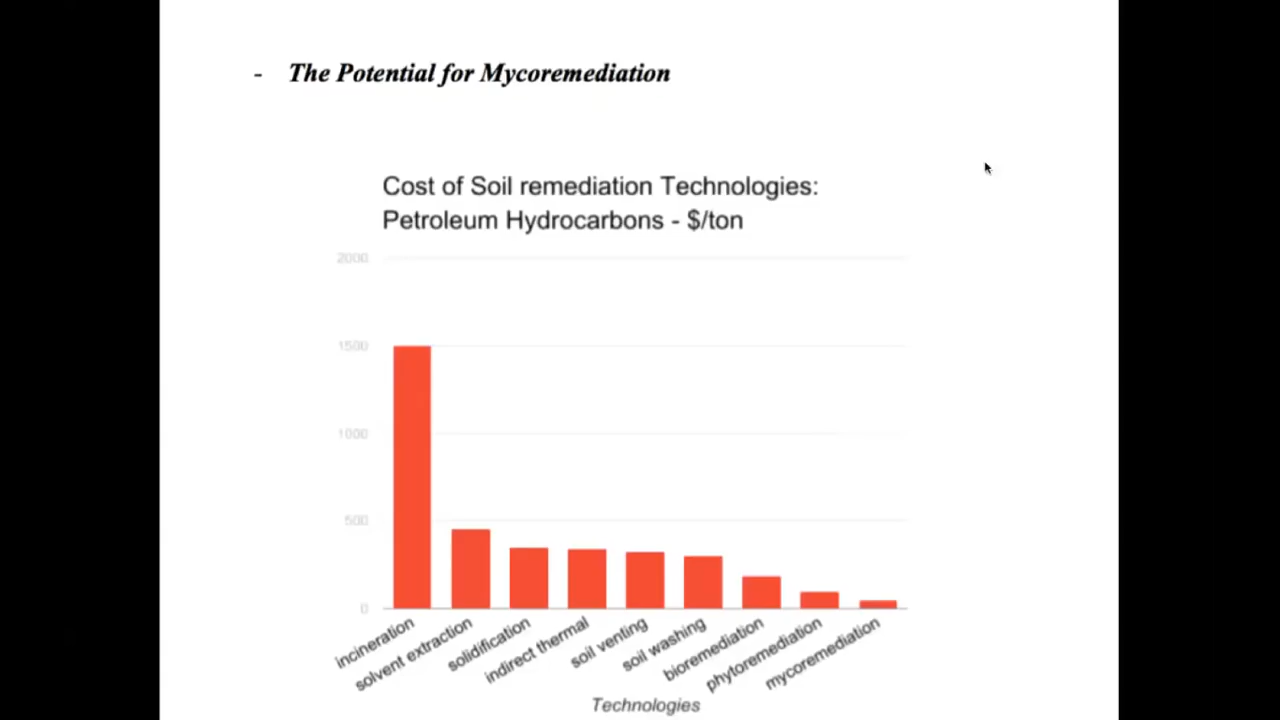 - The Potential for Mycoremediation
Cost of Soil remediation Technologies:
Petroleum Hydrocarbons - $/ton
2000
1500
1000
500
0
incineration
solvent extraction
solidification
indirect thermal
soil venting
soil washing
bioremediation
phytoremediation
mycoremediation
Technologies